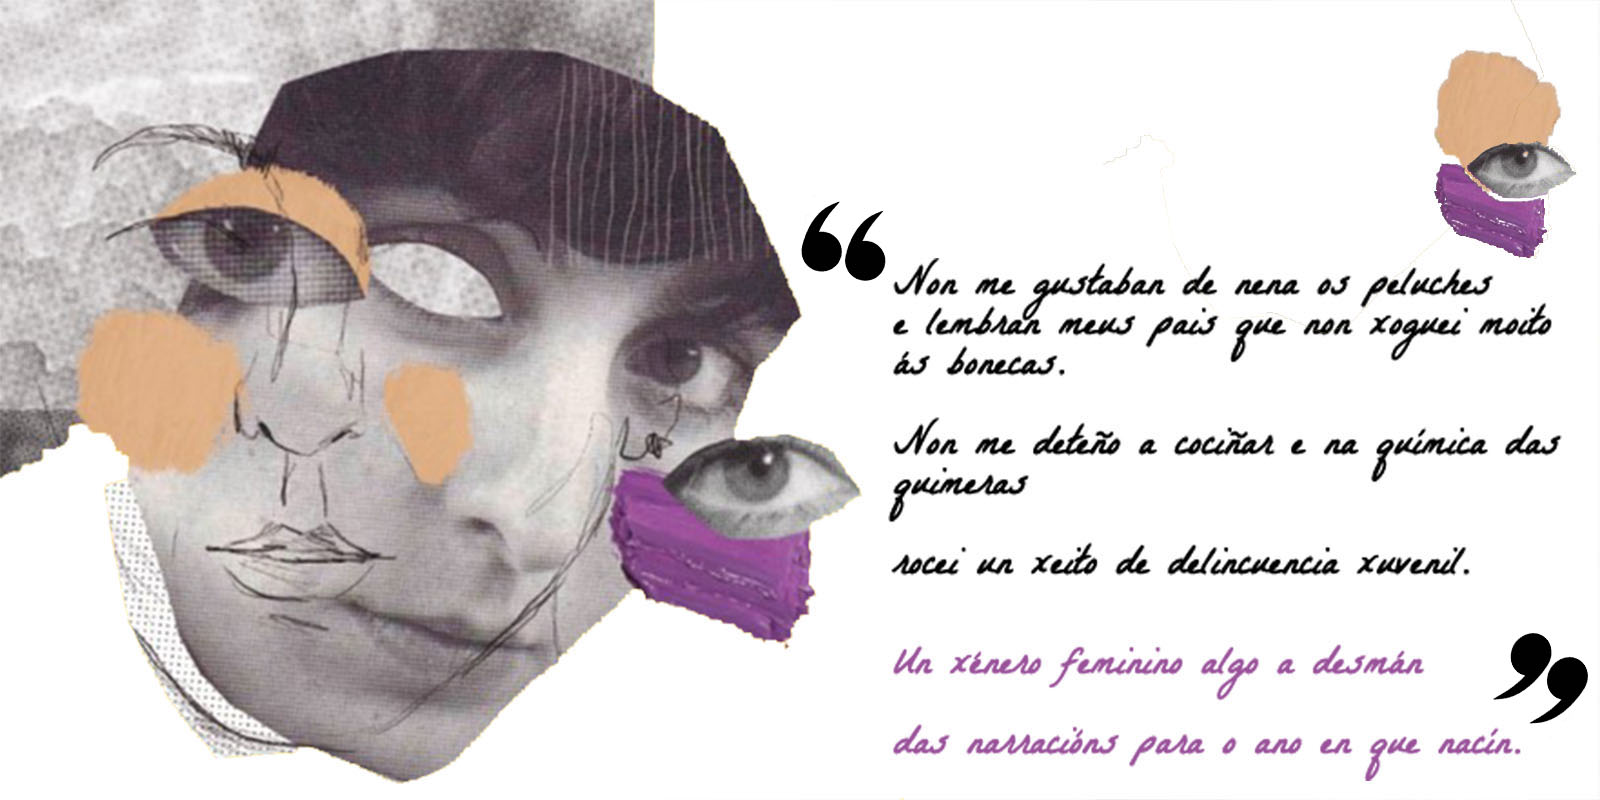 “
Non me gustaban de nena os peluches
e lembran meus pais que non xoguei moito
ás bonecas.
Non me deteño a cociñar e na química das
quimeras
rocei un xeito de delincuencia xuvenil.
Un xénero feminino algo a desmán
das narracións para o ano en que nacín.
”